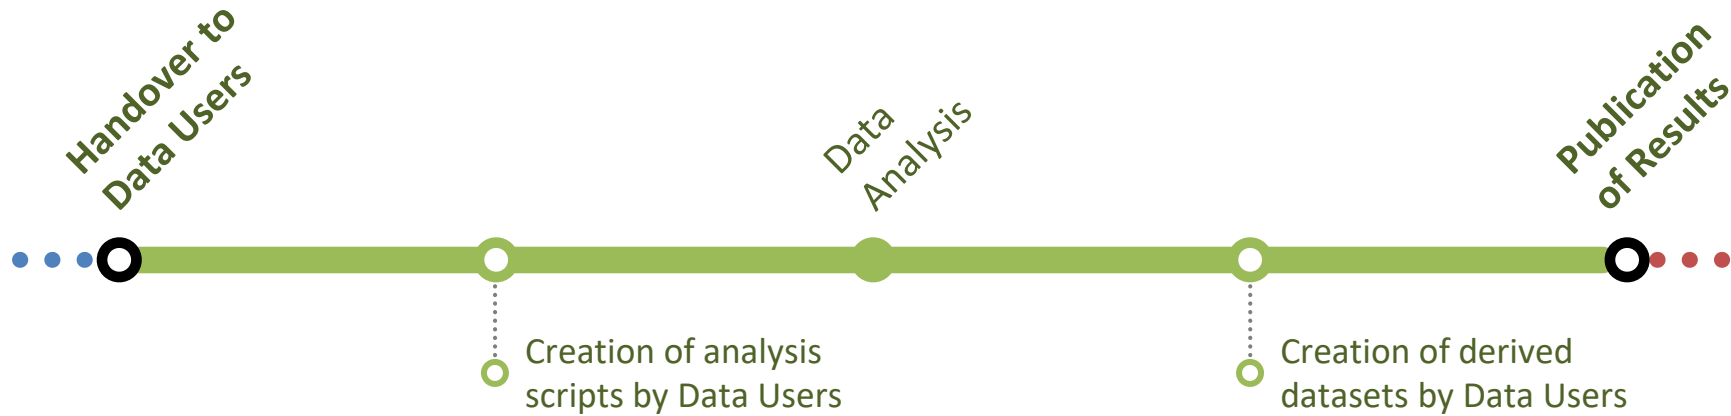 Handover to
Data Users
Data
Analysis
Publication
of Results
Creation of analysis
scripts by Data Users
Creation of derived
datasets by Data Users